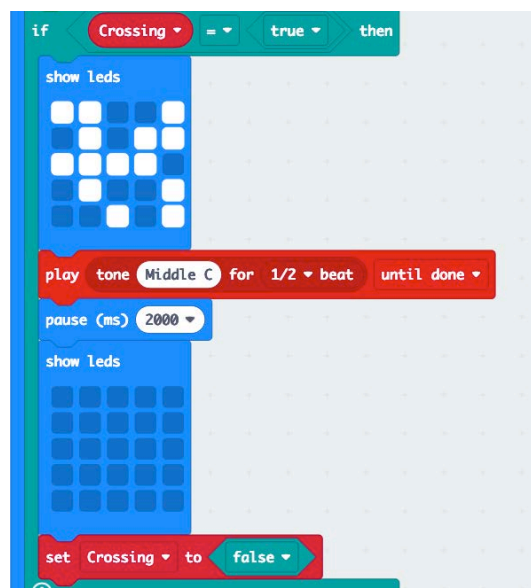 if Crossing = true then
show leds
play tone Middle C for 1/2 beat until done
pause (ms) 2000
show leds
set Crossing to false